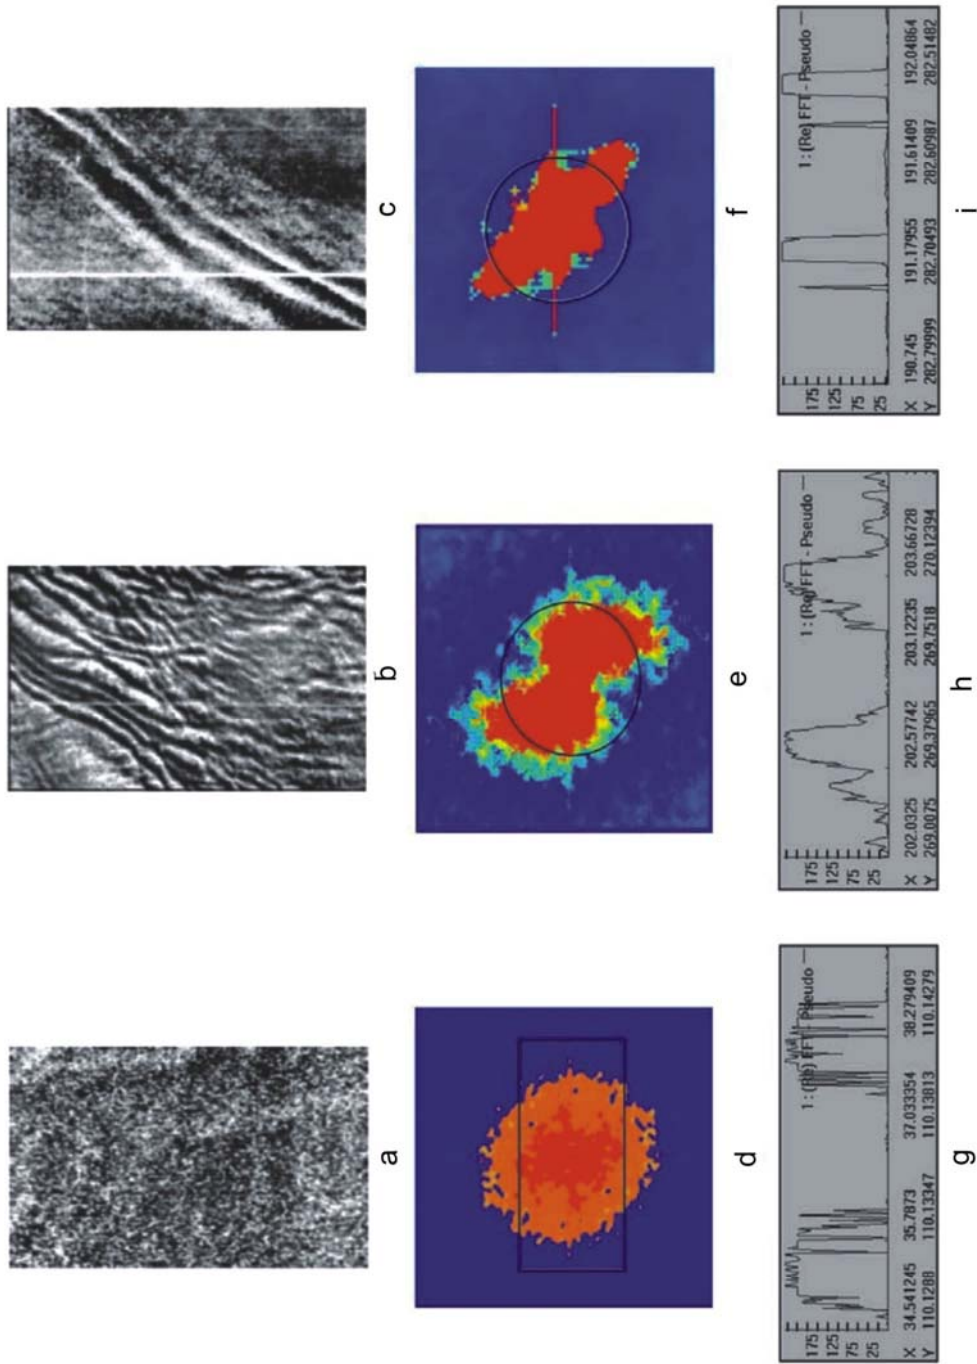 a
b
c
d
e
f
1 : (Re) FFT - Pseudo
175
125
75
25
X 34.541245 35.7873 37.033354 38.279409
Y 110.1288 110.13347 110.13813 110.14279
g
1 : (Re) FFT - Pseudo
175
125
75
25
X 202.0325 202.57742 203.12235 203.66728
Y 269.0075 269.37965 269.7518 270.12394
h
1 : (Re) FFT - Pseudo
175
125
75
25
X 190.745 191.17955 191.61409 192.04864
Y 282.79999 282.70493 282.60987 282.51482
i